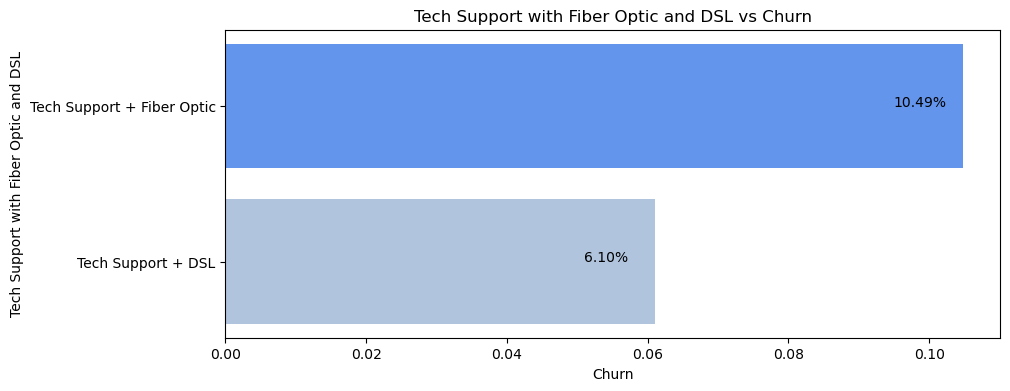 Tech Support with Fiber Optic and DSL vs Churn
Tech Support with Fiber Optic and DSL
Tech Support + Fiber Optic
10.49%
Tech Support + DSL
6.10%
0.00 0.02 0.04 0.06 0.08 0.10
Churn